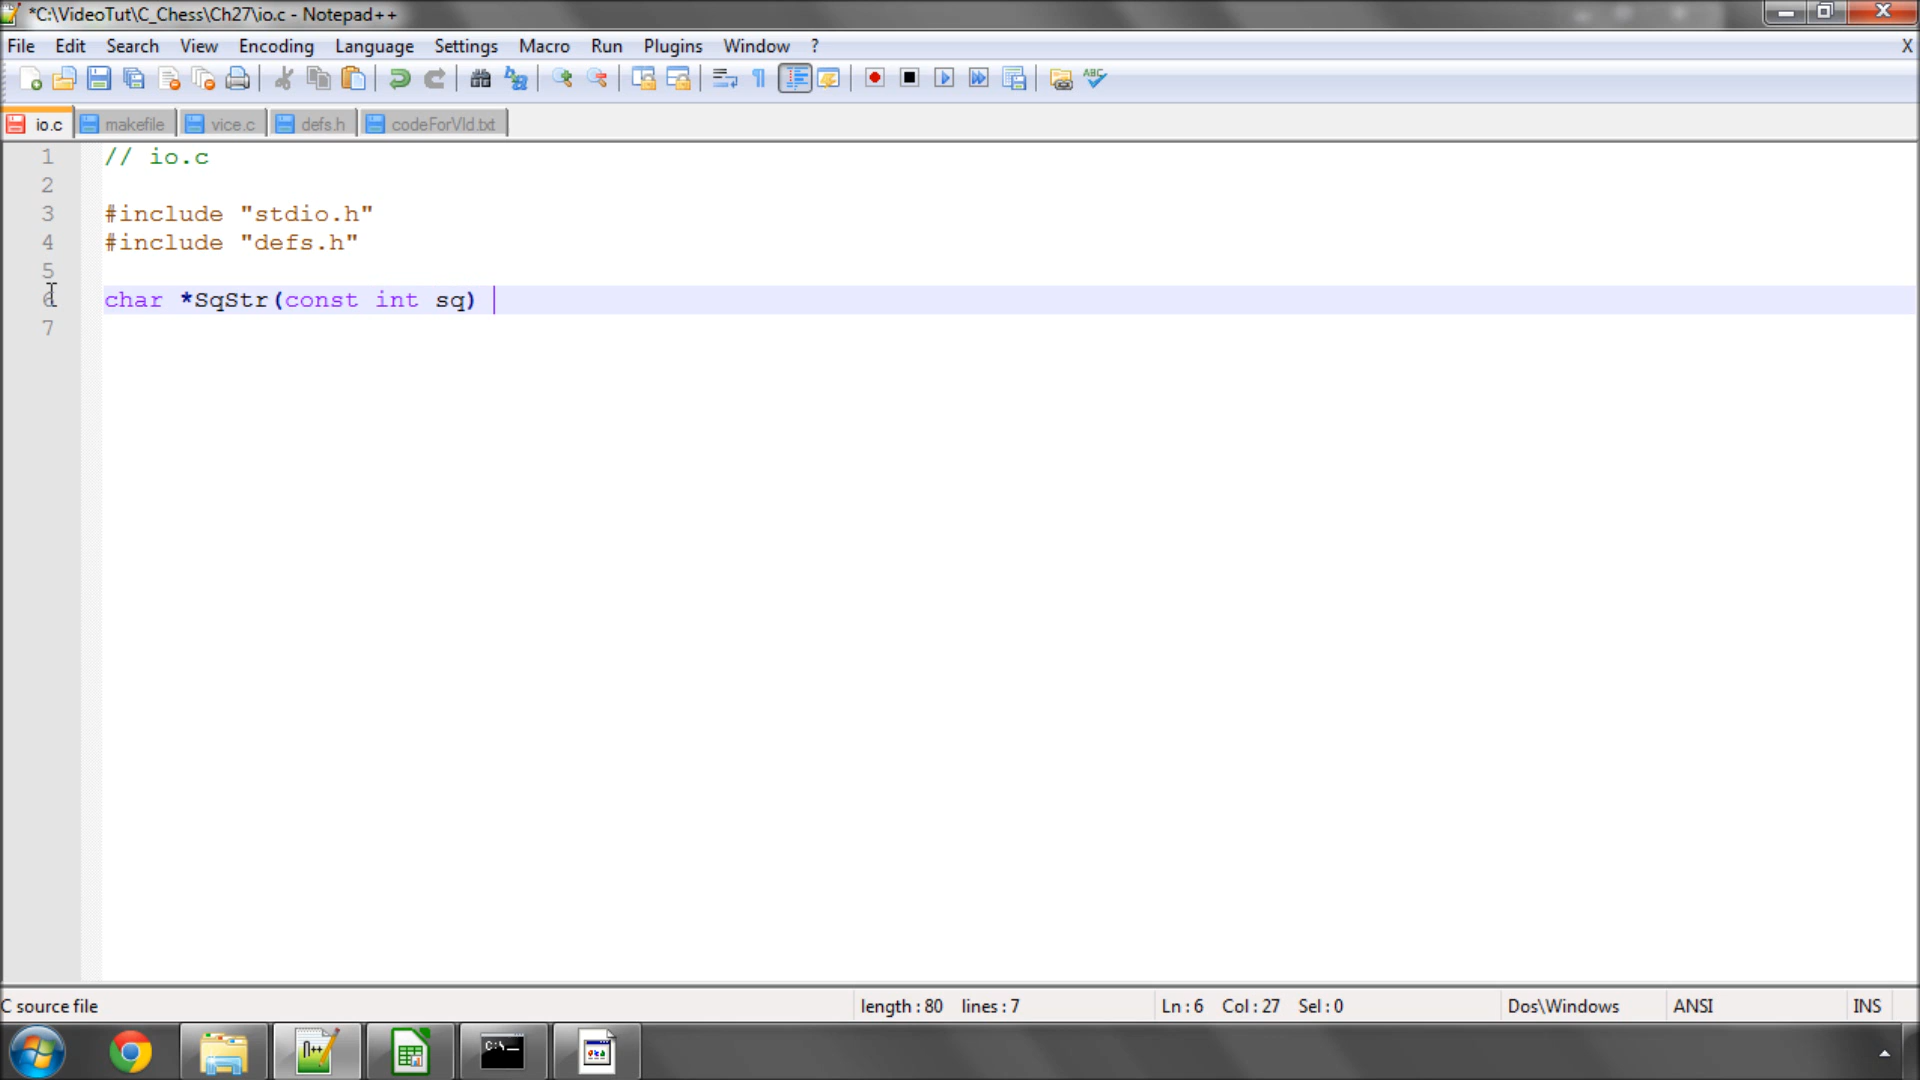 *C:\VideoTut\C_Chess\Ch27\io.c - Notepad++
File Edit Search View Encoding Language Settings Macro Run Plugins Window ? X
io.c makefile vice.c defs.h codeForVid.txt
1 // io.c
2
3 #include "stdio.h"
4 #include "defs.h"
5
6 char *SqStr(const int sq)
7
C source file length : 80 lines : 7 Ln : 6 Col : 27 Sel : 0 Dos\Windows ANSI INS